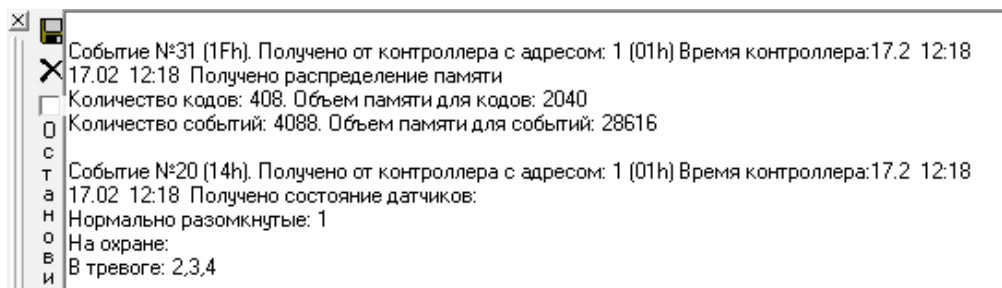 Событие №31 (1Fh). Получено от контроллера с адресом: 1 (01h) Время контроллера:17.2 12:18
17.02 12:18 Получено распределение памяти
Количество кодов: 408. Объем памяти для кодов: 2040
Количество событий: 4088. Объем памяти для событий: 28616
Событие №20 (14h). Получено от контроллера с адресом: 1 (01h) Время контроллера:17.2 12:18
17.02 12:18 Получено состояние датчиков:
Нормально разомкнутые: 1
На охране:
В тревоге: 2,3,4
Останови